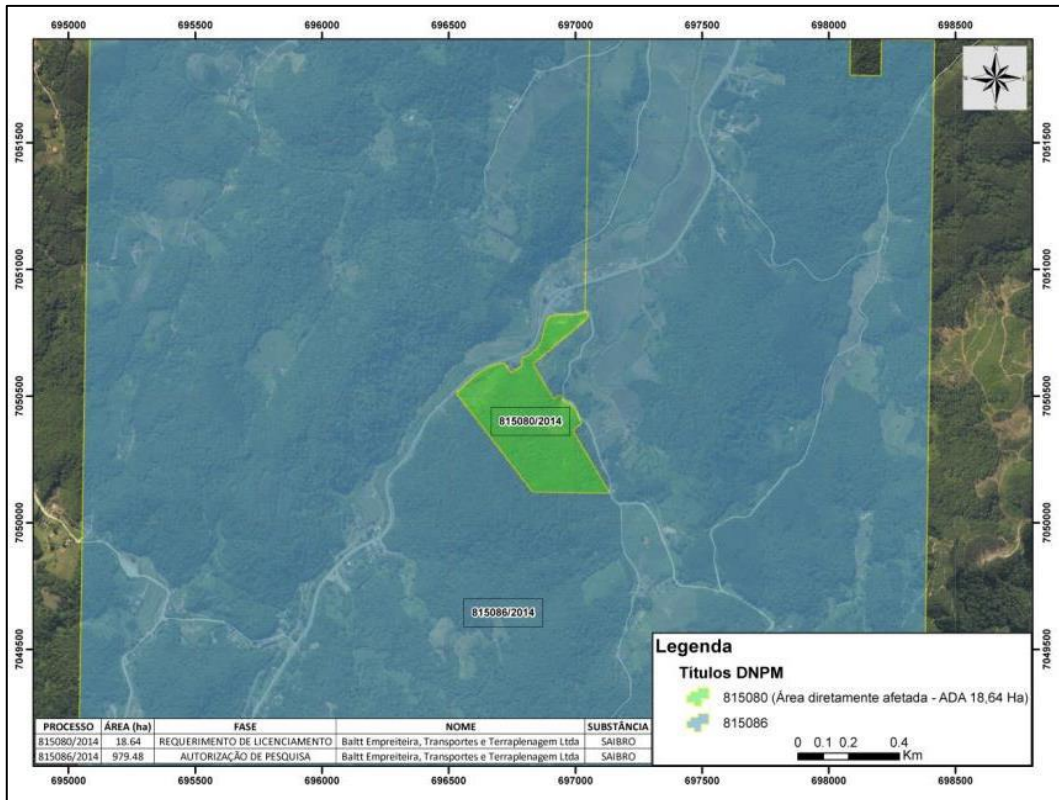 695000 695500 696000 696500 697000 697500 698000 698500
N
7051500 7051500
7051000 7051000
7050500 7050500
815080/2014
7050000 7050000
815086/2014
7049500 7049500
Legenda
Titulos DNPM
815080 (Área diretamente afetada - ADA 18,64 Ha)
815086
0 0.1 0.2 0.4
Km
PROCESSO ÁREA (ha) FASE NOME SUBSTÂNCIA
815080/2014 18.64 REQUERIMENTO DE LICENCIAMENTO Baltt Empreiteira, Transportes e Terraplenagem Ltda SAIBRO
815086/2014 979.48 AUTORIZAÇÃO DE PESQUISA Baltt Empreiteira, Transportes e Terraplenagem Ltda SAIBRO
695000 695500 696000 696500 697000 697500 698000 698500